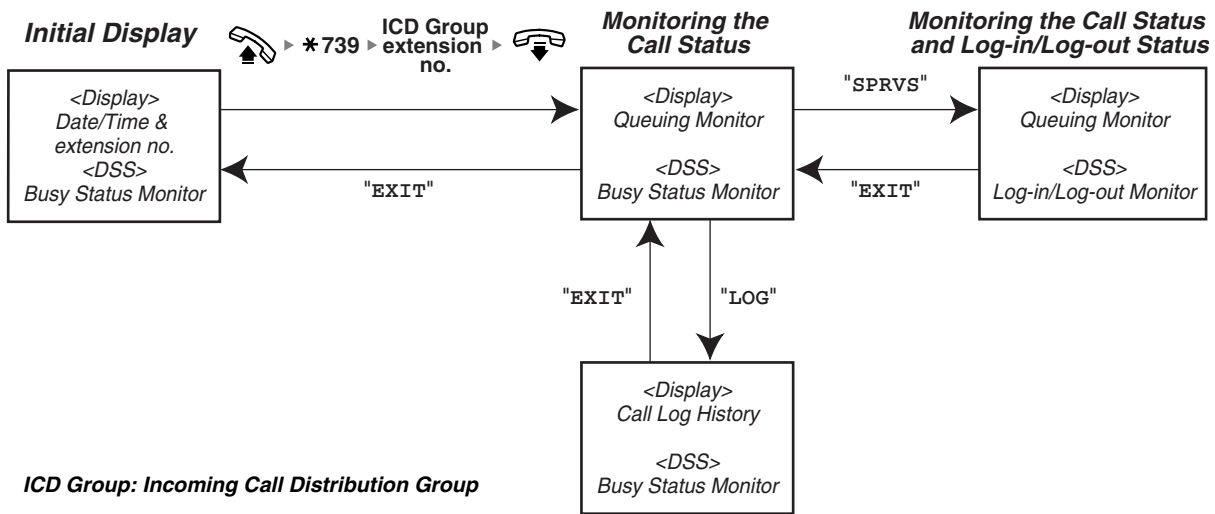 Initial Display
*739
ICD Group
extension
no.
Monitoring the
Call Status
Monitoring the Call Status
and Log-in/Log-out Status
<Display>
Date/Time &
extension no.
<DSS>
Busy Status Monitor
"EXIT"
<Display>
Queuing Monitor
<DSS>
Busy Status Monitor
"SPRVS"
"EXIT"
<Display>
Queuing Monitor
<DSS>
Log-in/Log-out Monitor
"EXIT"
"LOG"
<Display>
Call Log History
<DSS>
Busy Status Monitor
ICD Group: Incoming Call Distribution Group